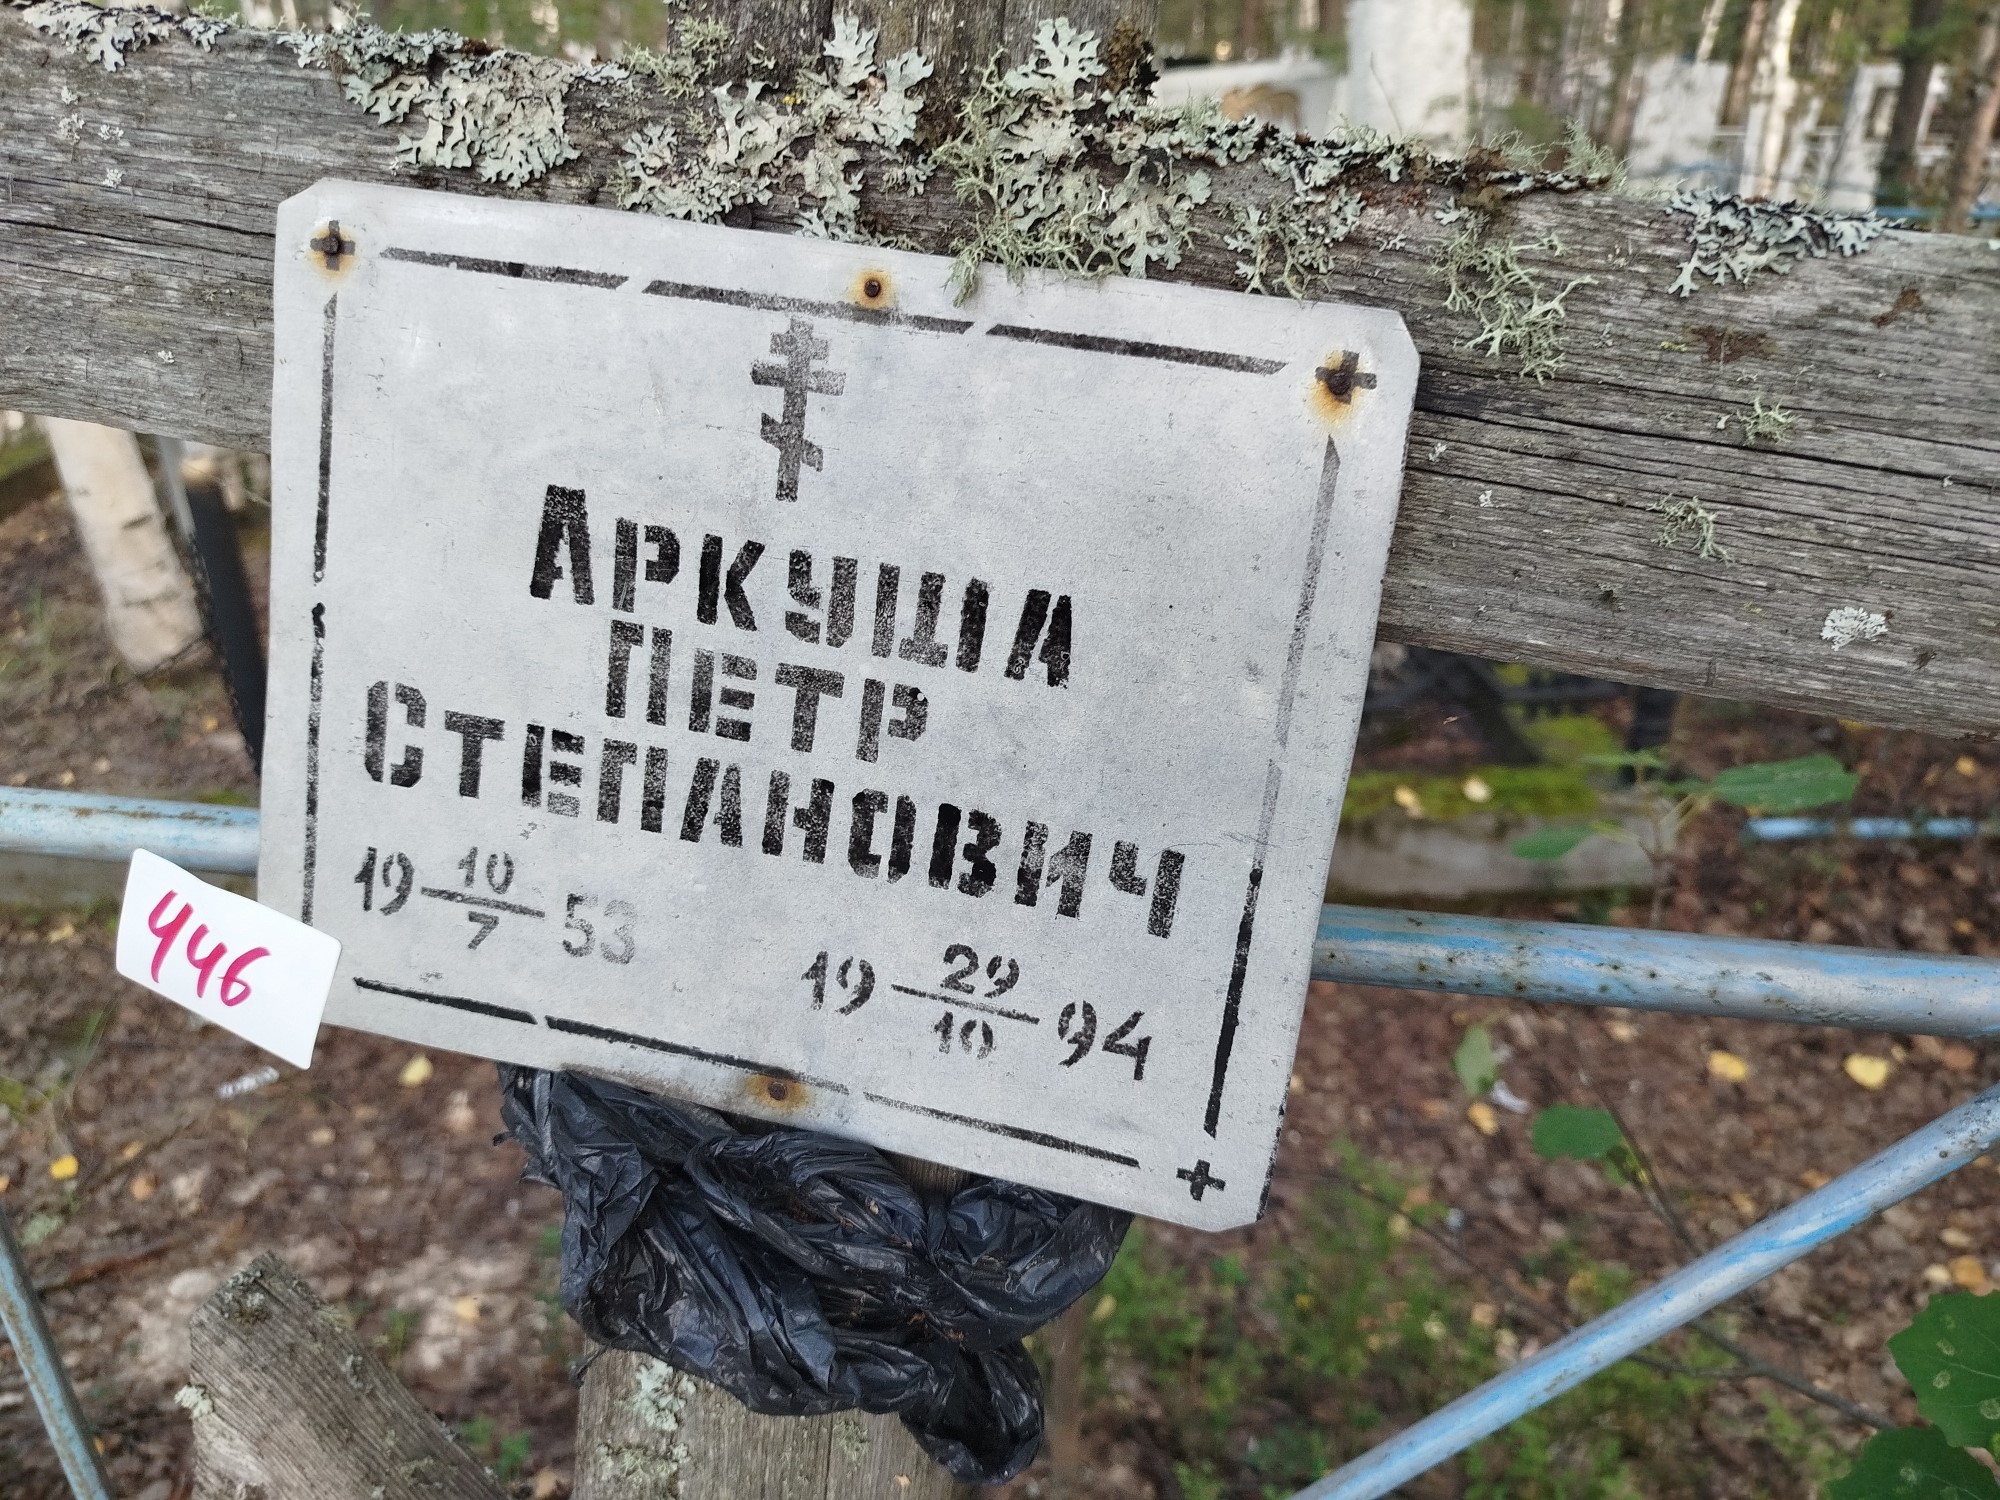 АРКУША
ПЕТР
СТЕПАНОВИЧ
19 10/7 53
19 29/10 94
446